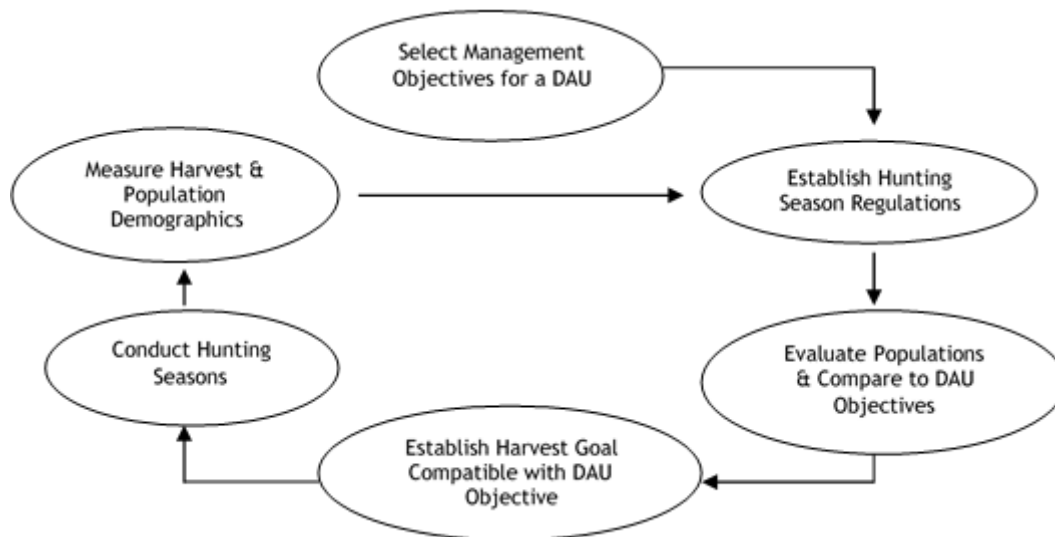 Select Management
Objectives for a DAU
Measure Harvest &
Population
Demographics
Establish Hunting
Season Regulations
Conduct Hunting
Seasons
Evaluate Populations
& Compare to DAU
Objectives
Establish Harvest Goal
Compatible with DAU
Objective